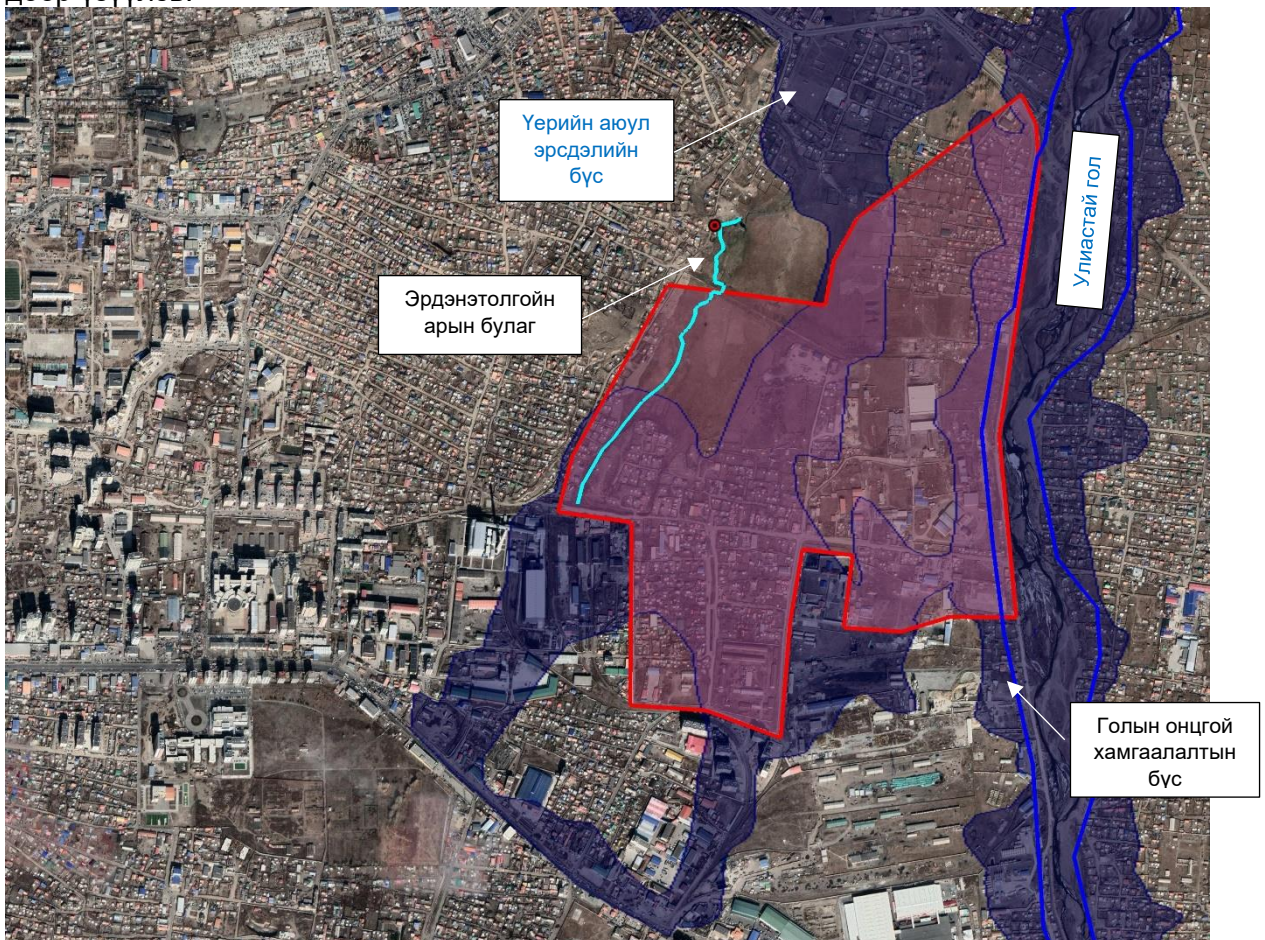 Үерийн аюул
эрсдэлийн
бүс
Улиастай гол
Эрдэнэтолгойн
арын булаг
Голын онцгой
хамгаалалтын
бүс